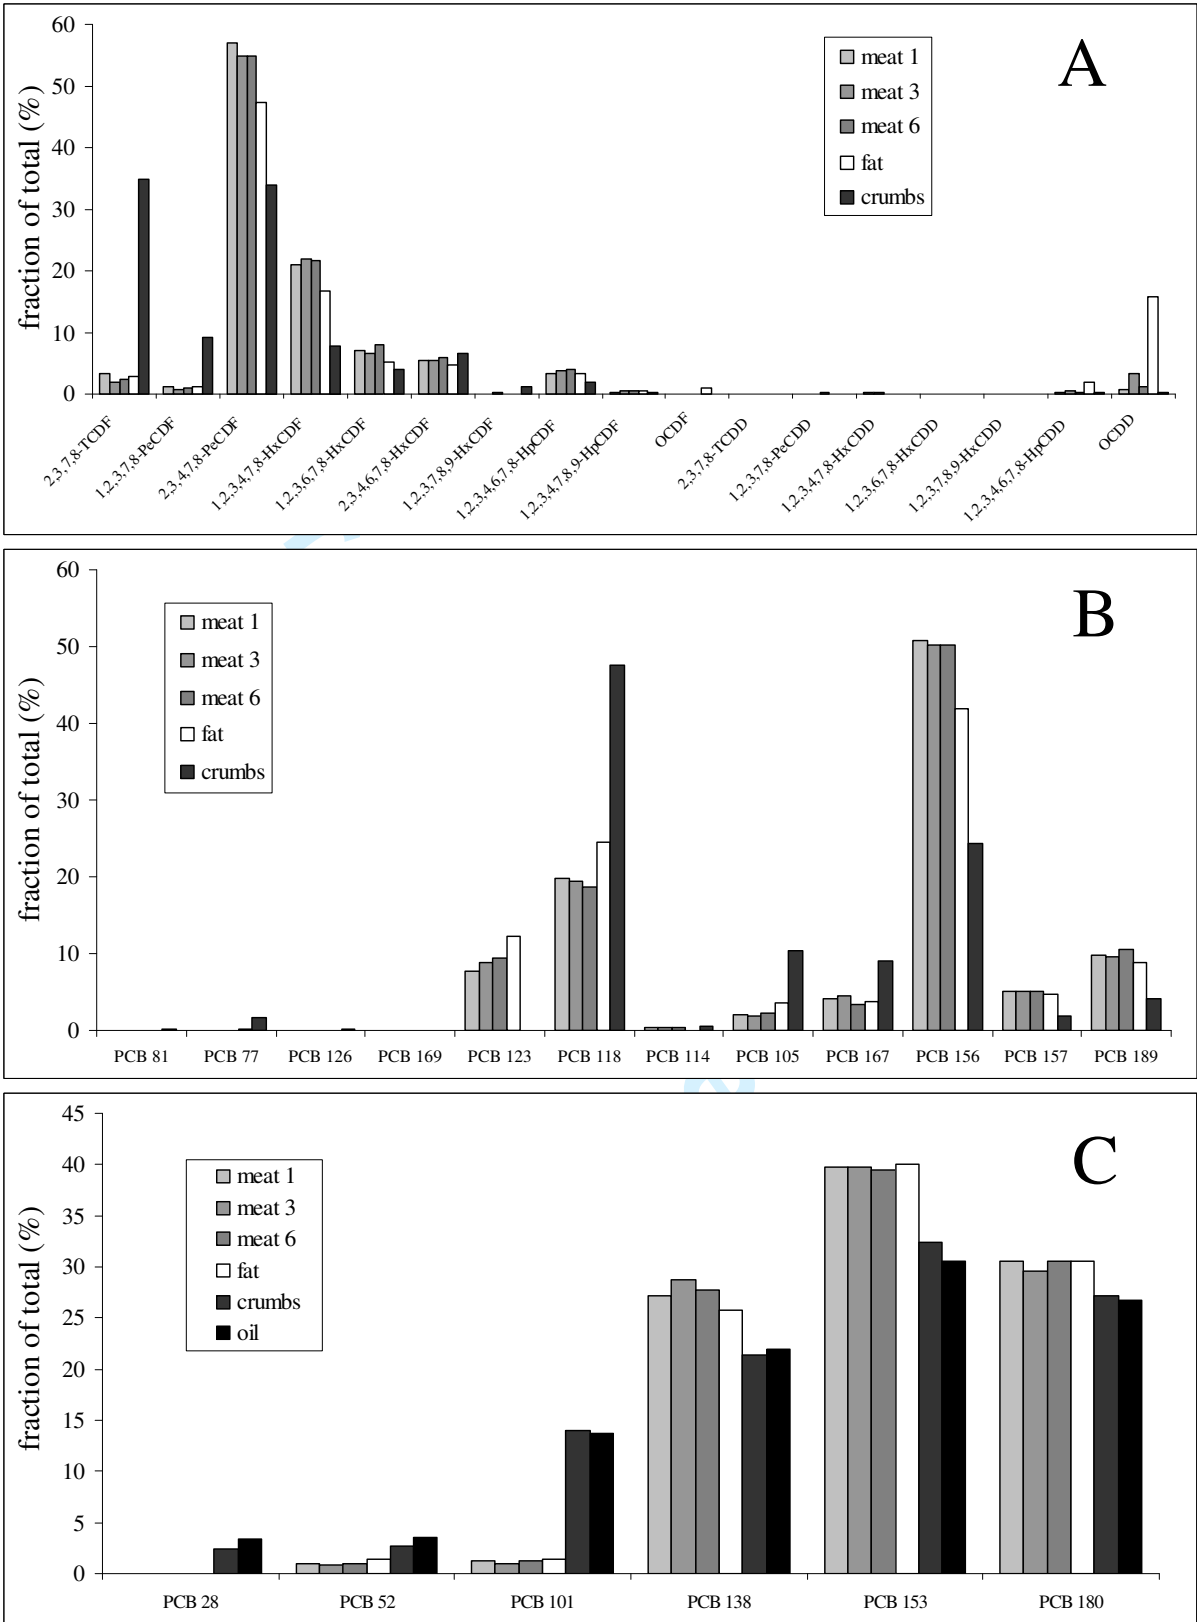 A
fraction of total (%)
60
50
40
30
20
10
0
meat 1
meat 3
meat 6
fat
crumbs
2,3,7,8-TCDF
1,2,3,7,8-PeCDF
2,3,4,7,8-PeCDF
1,2,3,4,7,8-HxCDF
1,2,3,6,7,8-HxCDF
2,3,4,6,7,8-HxCDF
1,2,3,7,8,9-HxCDF
1,2,3,4,6,7,8-HpCDF
1,2,3,4,7,8,9-HpCDF
OCDF
2,3,7,8-TCDD
1,2,3,7,8-PeCDD
1,2,3,4,7,8-HxCDD
1,2,3,6,7,8-HxCDD
1,2,3,7,8,9-HxCDD
1,2,3,4,6,7,8-HpCDD
OCDD
B
fraction of total (%)
60
50
40
30
20
10
0
meat 1
meat 3
meat 6
fat
crumbs
PCB 81 PCB 77 PCB 126 PCB 169 PCB 123 PCB 118 PCB 114 PCB 105 PCB 167 PCB 156 PCB 157 PCB 189
C
fraction of total (%)
45
40
35
30
25
20
15
10
5
0
meat 1
meat 3
meat 6
fat
crumbs
oil
PCB 28 PCB 52 PCB 101 PCB 138 PCB 153 PCB 180